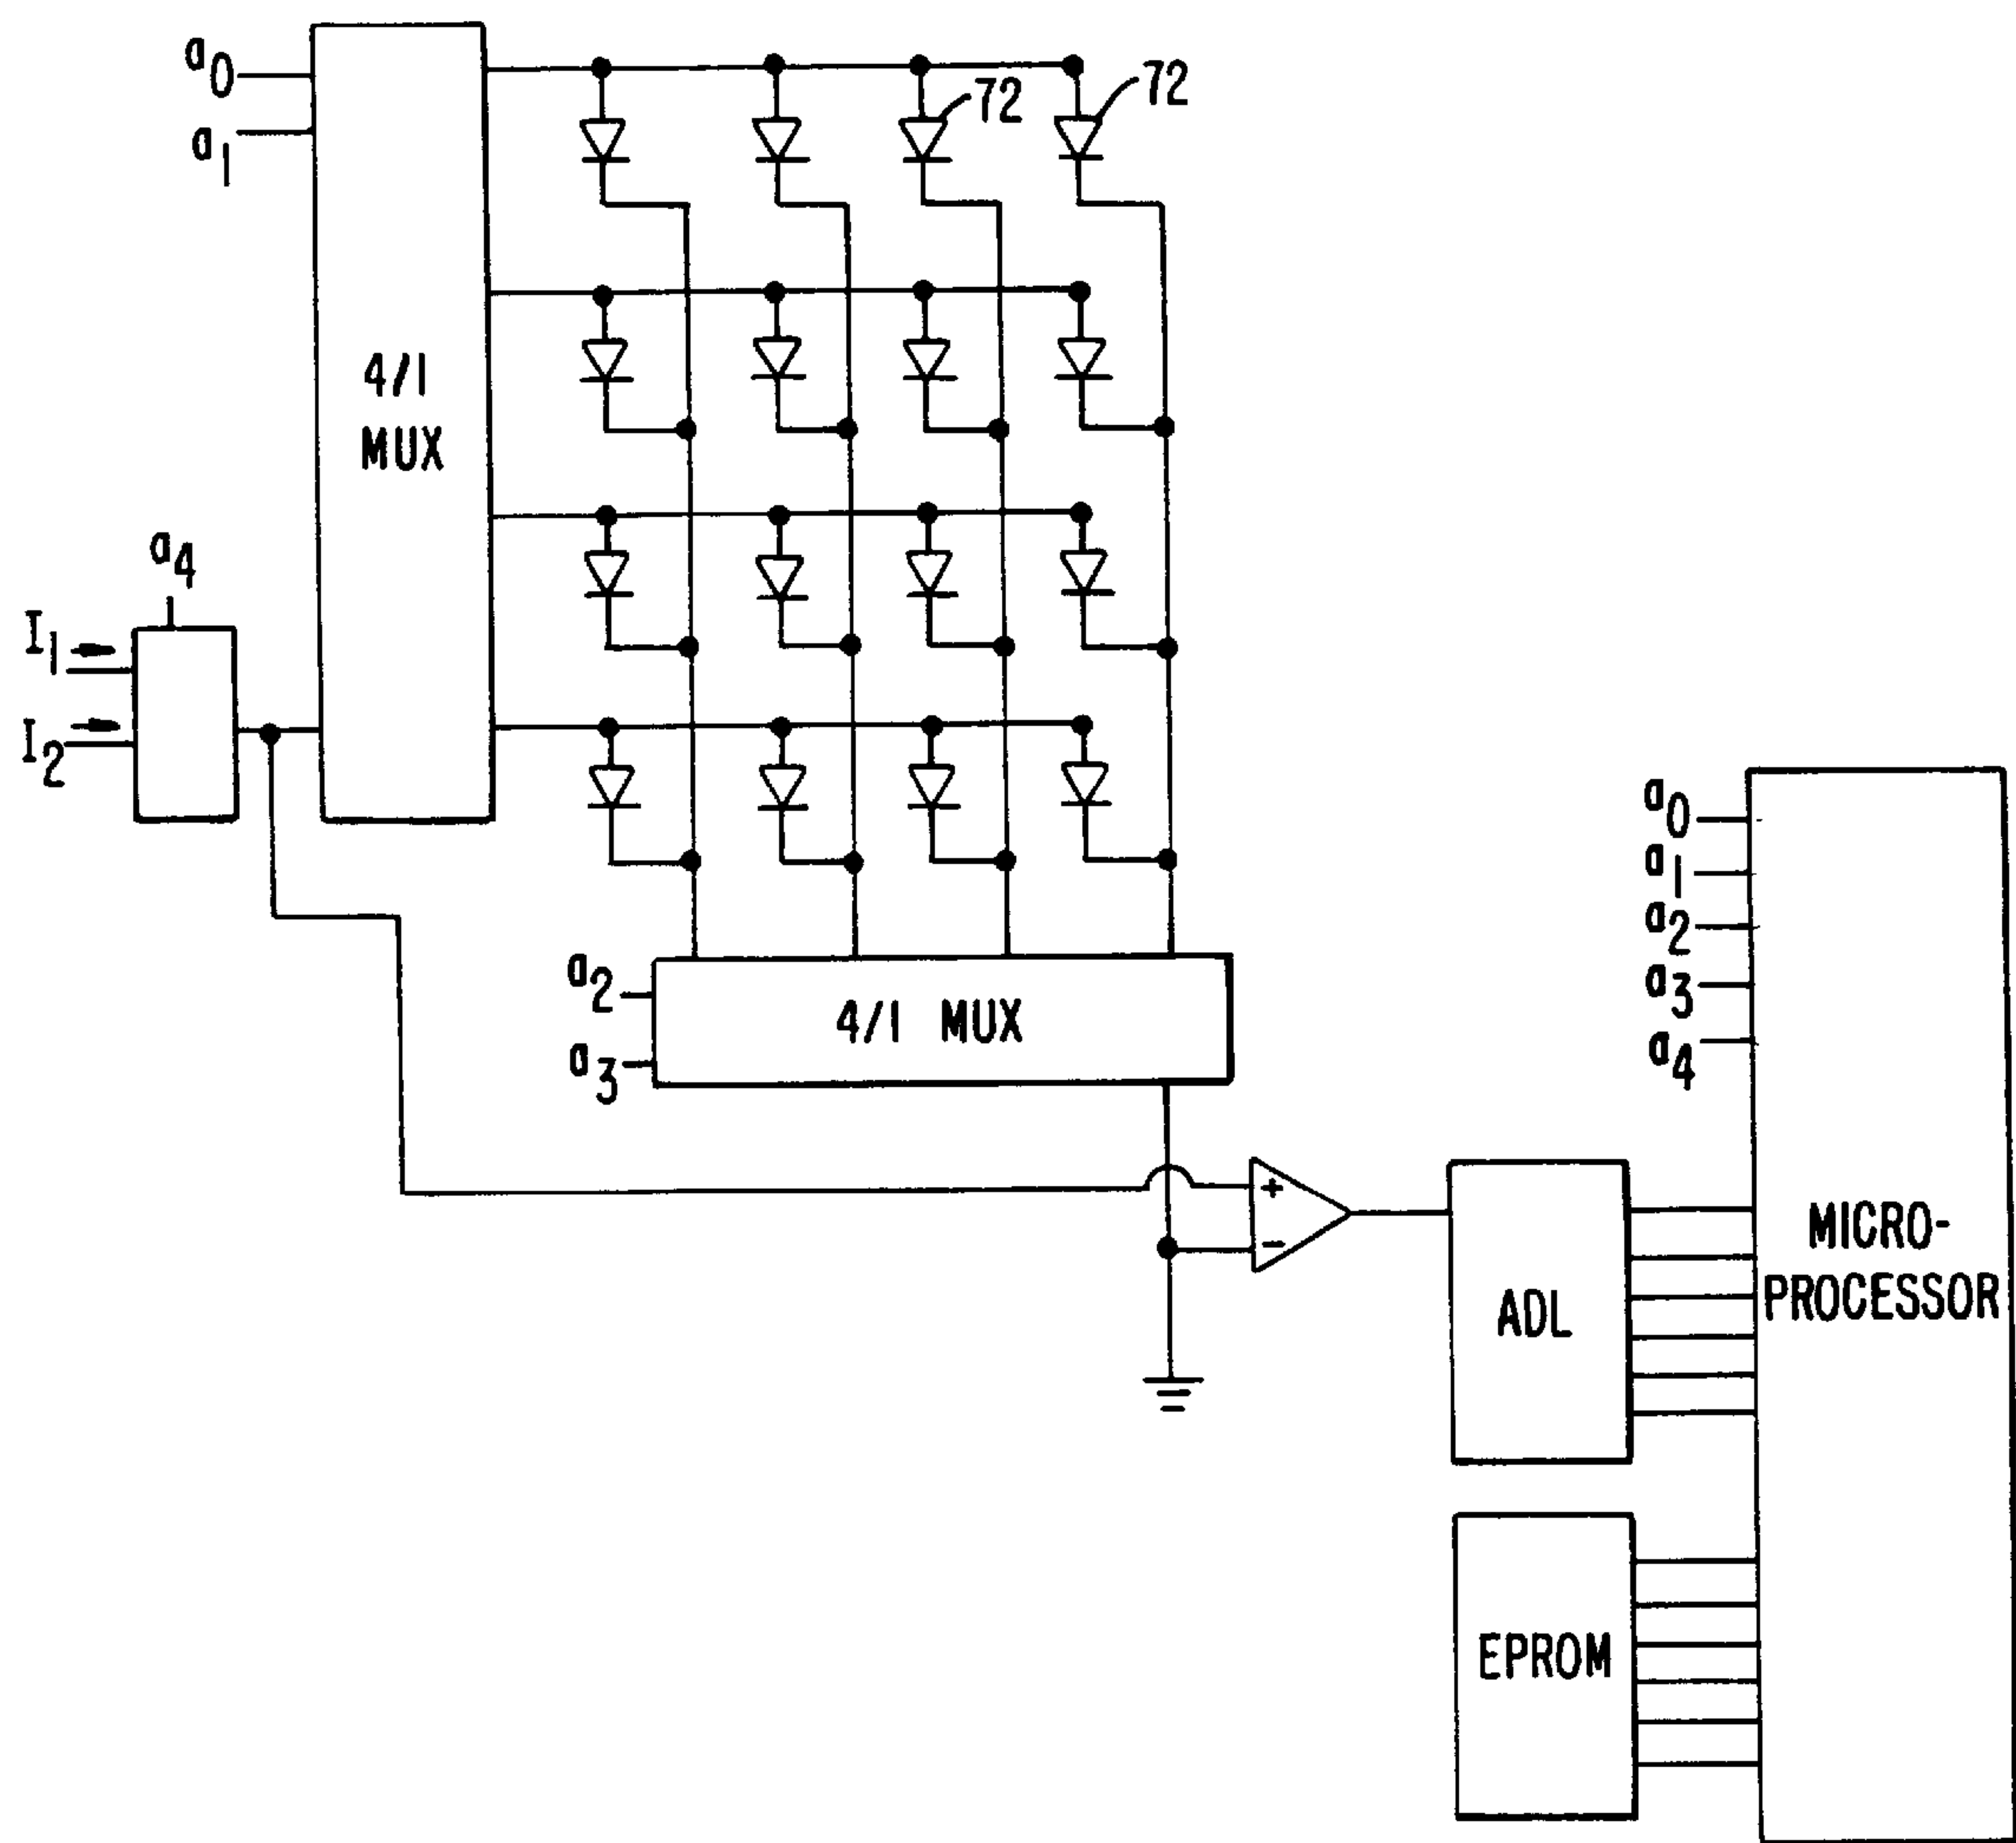 a0
a1
72
72
4/1
MUX
a4
I1
I2
a2
a3
4/1 MUX
a0
a1
a2
a3
a4
+
−
ADL
MICRO-
PROCESSOR
EPROM